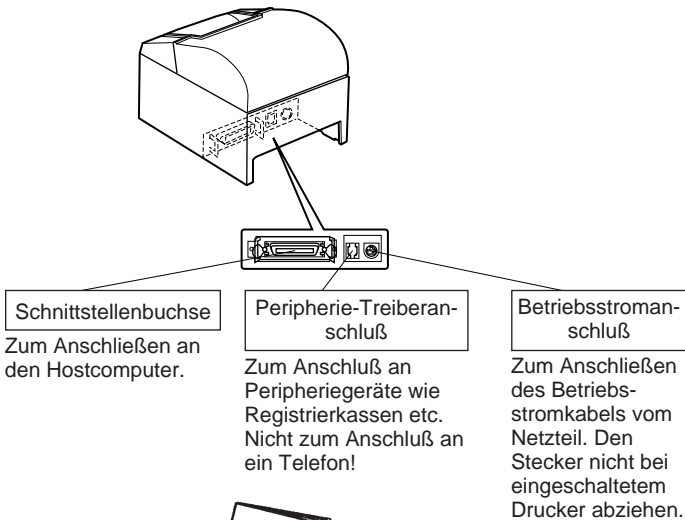 Schnittstellenbuchse
Zum Anschließen an
den Hostcomputer.
Peripherie-Treiberan-
schluß
Zum Anschluß an
Peripheriegeräte wie
Registrierkassen etc.
Nicht zum Anschluß an
ein Telefon!
Betriebsstroman-
schluß
Zum Anschließen
des Betriebs-
stromkabels vom
Netzteil. Den
Stecker nicht bei
eingeschaltetem
Drucker abziehen.